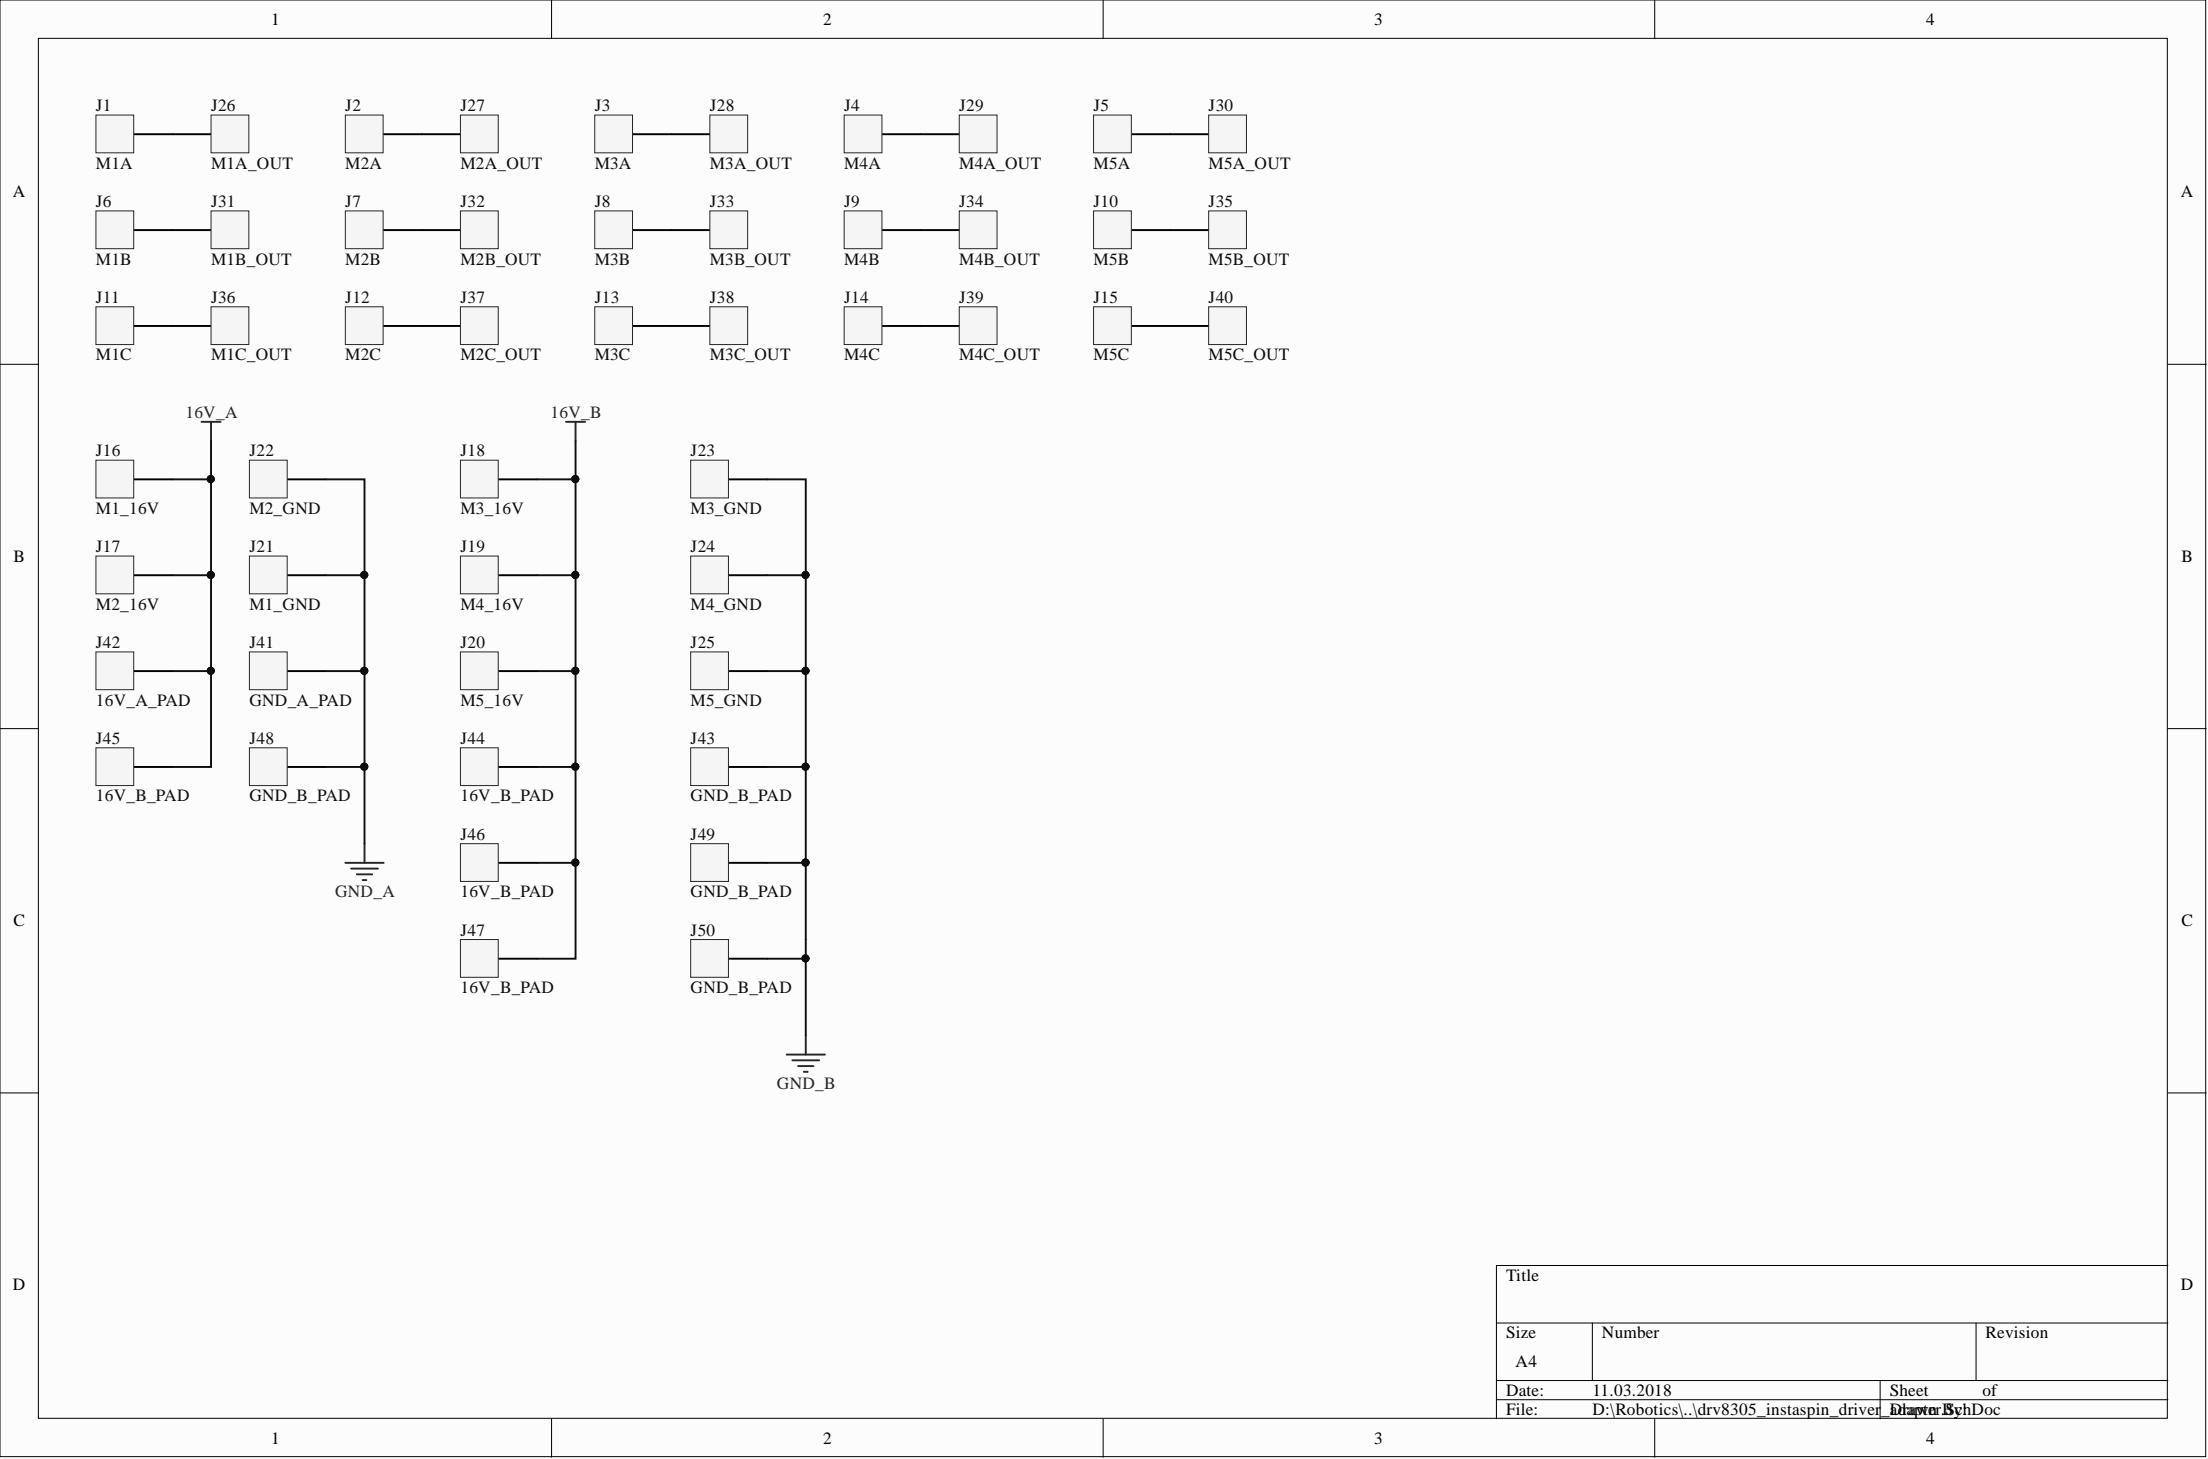 1 2 3 4
J1 J26 J2 J27 J3 J28 J4 J29 J5 J30
M1A M1A_OUT M2A M2A_OUT M3A M3A_OUT M4A M4A_OUT M5A M5A_OUT
A A
J6 J31 J7 J32 J8 J33 J9 J34 J10 J35
M1B M1B_OUT M2B M2B_OUT M3B M3B_OUT M4B M4B_OUT M5B M5B_OUT
J11 J36 J12 J37 J13 J38 J14 J39 J15 J40
M1C M1C_OUT M2C M2C_OUT M3C M3C_OUT M4C M4C_OUT M5C M5C_OUT
16V_A 16V_B
J16 J22 J18 J23
M1_16V M2_GND M3_16V M3_GND
J17 J21 J19 J24
B B
M2_16V M1_GND M4_16V M4_GND
J42 J41 J20 J25
16V_A_PAD GND_A_PAD M5_16V M5_GND
J45 J48 J44 J43
16V_B_PAD GND_B_PAD 16V_B_PAD GND_B_PAD
J46 J49
GND_A 16V_B_PAD GND_B_PAD
C C
J47 J50
16V_B_PAD GND_B_PAD
GND_B
Title
D D
Size Number Revision
A4
Date: 11.03.2018 Sheet of
File: D:\Robotics\..\drv8305_instaspin_driver_adapter.SchDoc Drawn By:
1 2 3 4